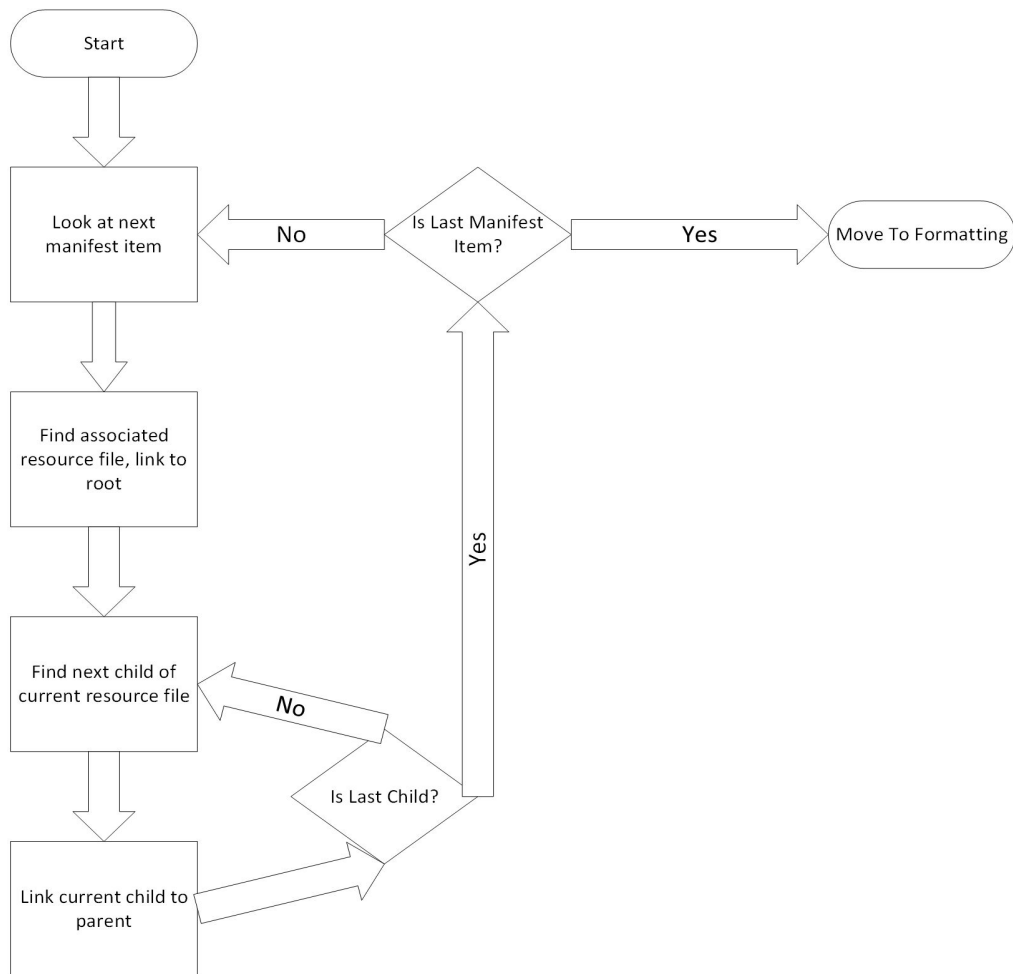 Start
Look at next
manifest item
No
Is Last Manifest
Item?
Yes
Move To Formatting
Find associated
resource file, link to
root
Yes
Find next child of
current resource file
No
Is Last Child?
Link current child to
parent